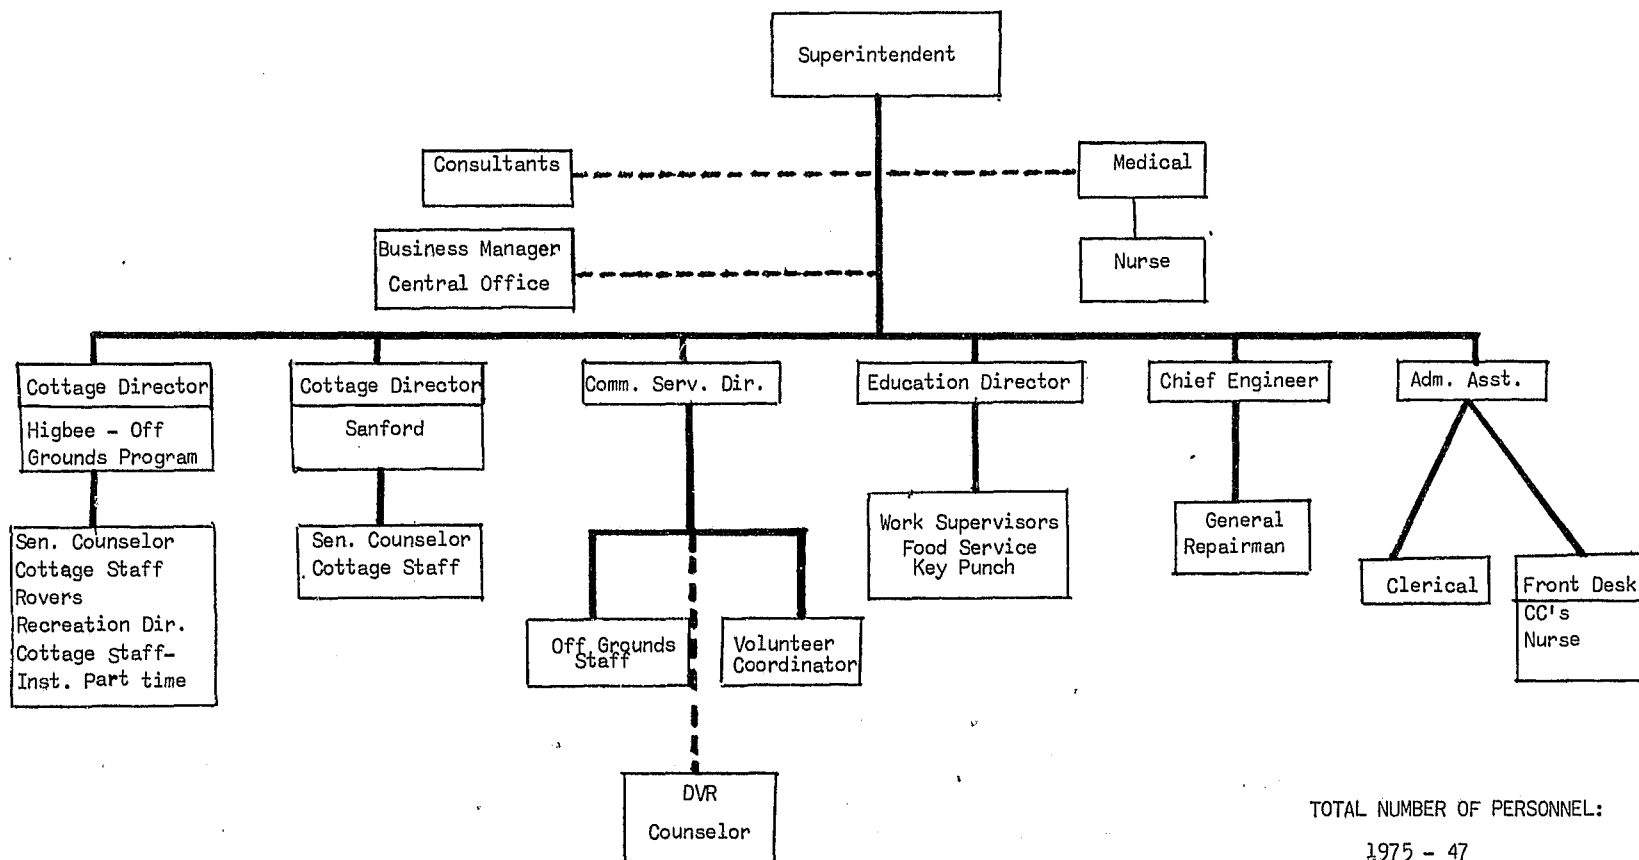 Superintendent
Consultants
Medical
Business Manager
Central Office
Nurse
Cottage Director
Higbee - Off
Grounds Program
Cottage Director
Sanford
Comm. Serv. Dir.
Education Director
Chief Engineer
Adm. Asst.
Sen. Counselor
Cottage Staff
Rovers
Recreation Dir.
Cottage Staff-
Inst. Part time
Sen. Counselor
Cottage Staff
Off Grounds
Staff
Volunteer
Coordinator
DVR
Counselor
Work Supervisors
Food Service
Key Punch
General
Repairman
Clerical
Front Desk
CC's
Nurse
TOTAL NUMBER OF PERSONNEL:
1975 - 47